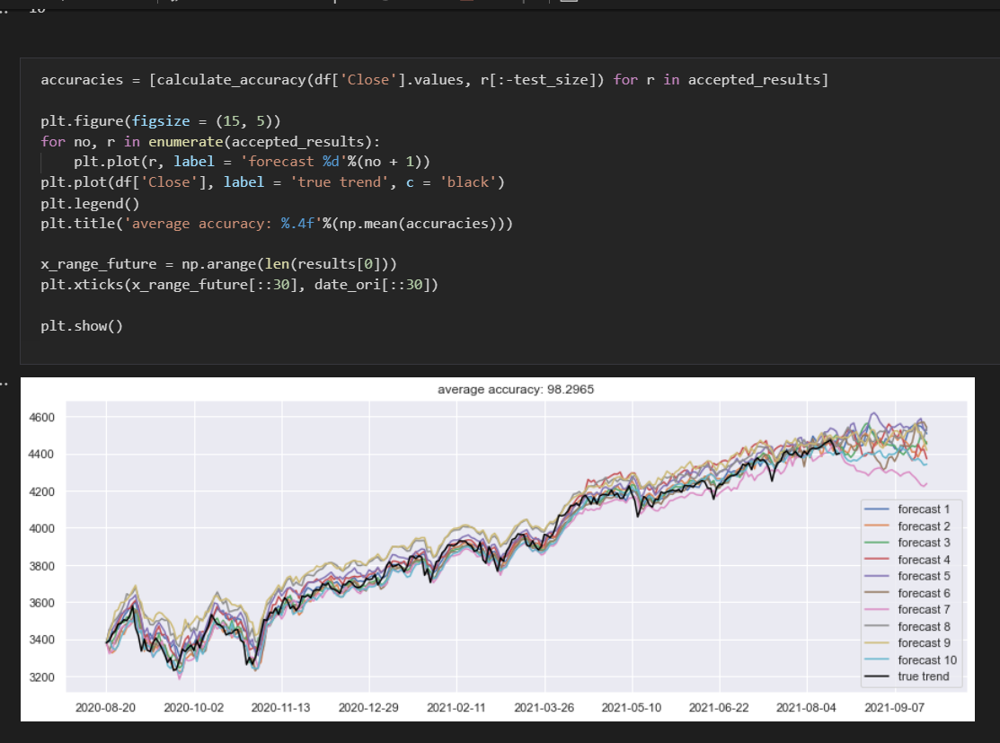 accuracies = [calculate_accuracy(df['Close'].values, r[:-test_size]) for r in accepted_results]
plt.figure(figsize = (15, 5))
for no, r in enumerate(accepted_results):
    plt.plot(r, label = 'forecast %d'%(no + 1))
plt.plot(df['Close'], label = 'true trend', c = 'black')
plt.legend()
plt.title('average accuracy: %.4f'%(np.mean(accuracies)))
x_range_future = np.arange(len(results[0]))
plt.xticks(x_range_future[::30], date_ori[::30])
plt.show()
average accuracy: 98.2965
4600
4400
4200
4000
3800
3600
3400
3200
forecast 1
forecast 2
forecast 3
forecast 4
forecast 5
forecast 6
forecast 7
forecast 8
forecast 9
forecast 10
true trend
2020-08-20 2020-10-02 2020-11-13 2020-12-29 2021-02-11 2021-03-26 2021-05-10 2021-06-22 2021-08-04 2021-09-07